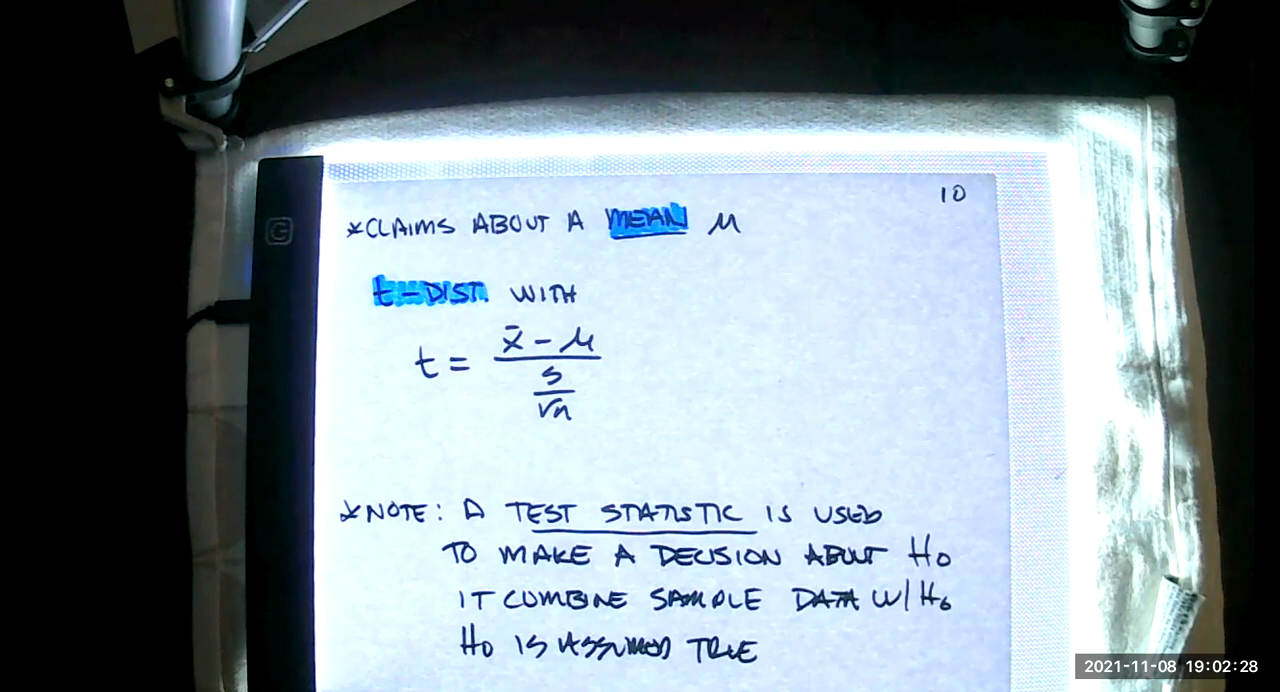 10
*CLAIMS ABOUT A MEAN μ
t-DIST. WITH
t = (x̄ - μ) / (s / √n)
*NOTE: A TEST STATISTIC IS USED
TO MAKE A DECISION ABOUT H0
IT COMBINE SAMPLE DATA W/ H0
H0 IS ASSUMED TRUE
2021-11-08 19:02:28